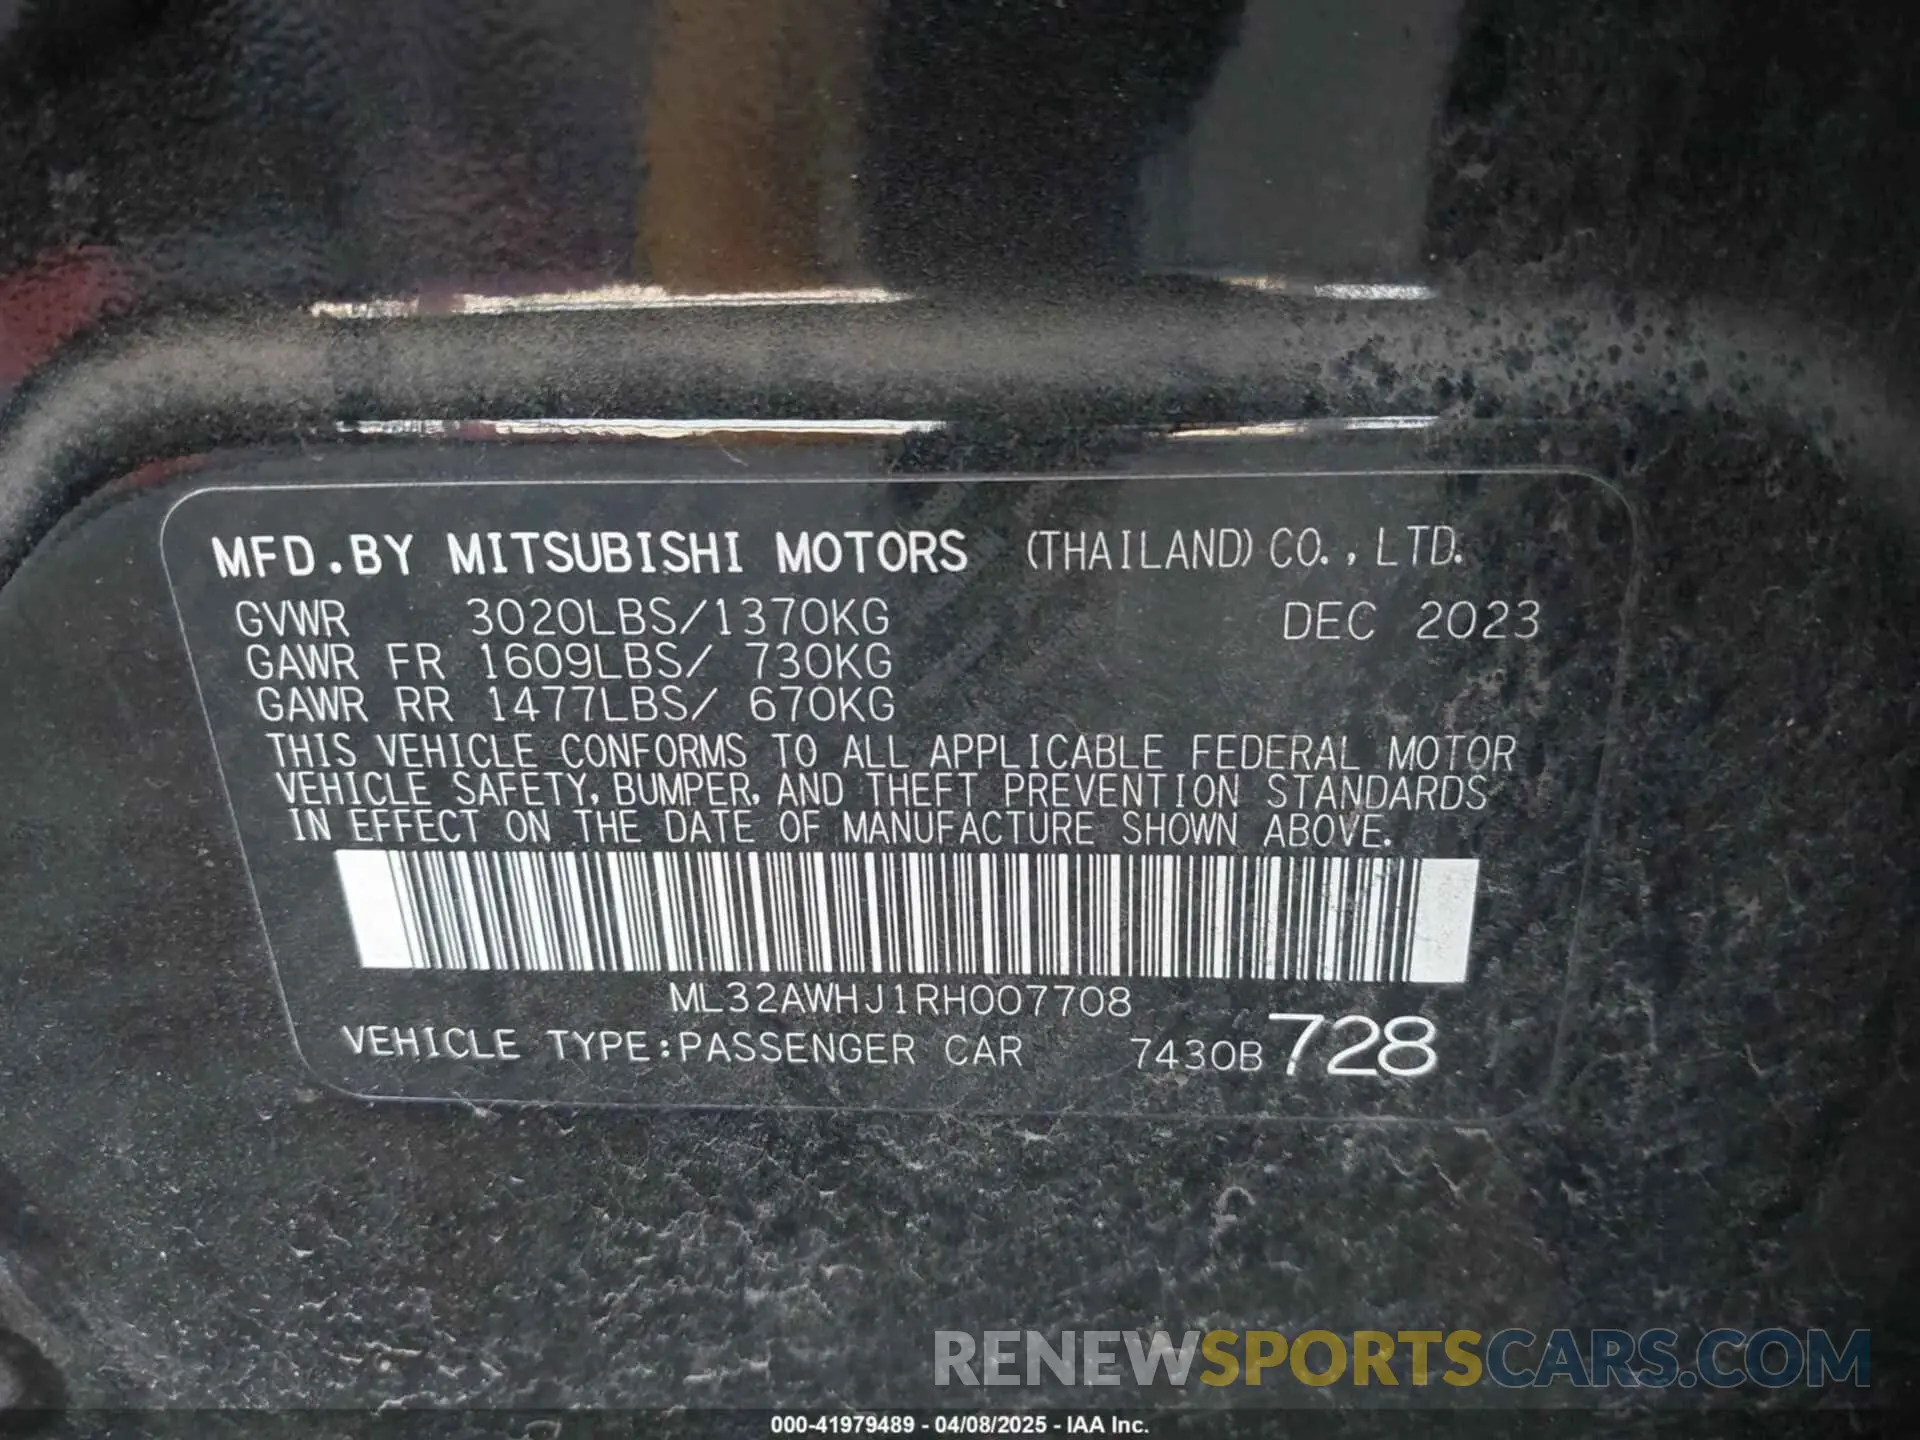 MFD.BY MITSUBISHI MOTORS (THAILAND) CO.,LTD.
GVWR 3020LBS/1370KG DEC 2023
GAWR FR 1609LBS/ 730KG
GAWR RR 1477LBS/ 670KG
THIS VEHICLE CONFORMS TO ALL APPLICABLE FEDERAL MOTOR
VEHICLE SAFETY, BUMPER, AND THEFT PREVENTION STANDARDS
IN EFFECT ON THE DATE OF MANUFACTURE SHOWN ABOVE.
ML32AWHJ1RH007708
VEHICLE TYPE:PASSENGER CAR 7430B728
RENEWSPORTSCARS.COM
000-41979489 - 04/08/2025 - IAA Inc.